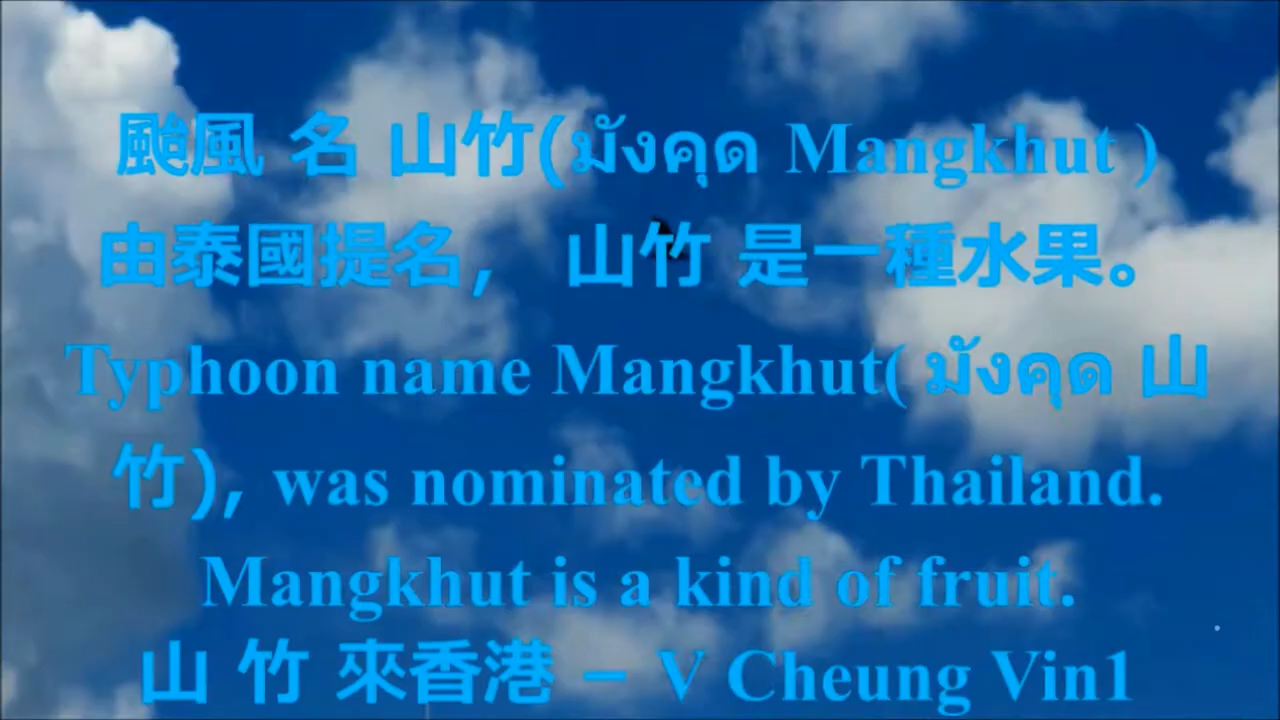 颱風 名 山竹(มังคุด Mangkhut )
由泰國提名， 山竹 是一種水果。
Typhoon name Mangkhut( มังคุด 山
竹), was nominated by Thailand.
Mangkhut is a kind of fruit.
山 竹 來香港 – V Cheung Vin1